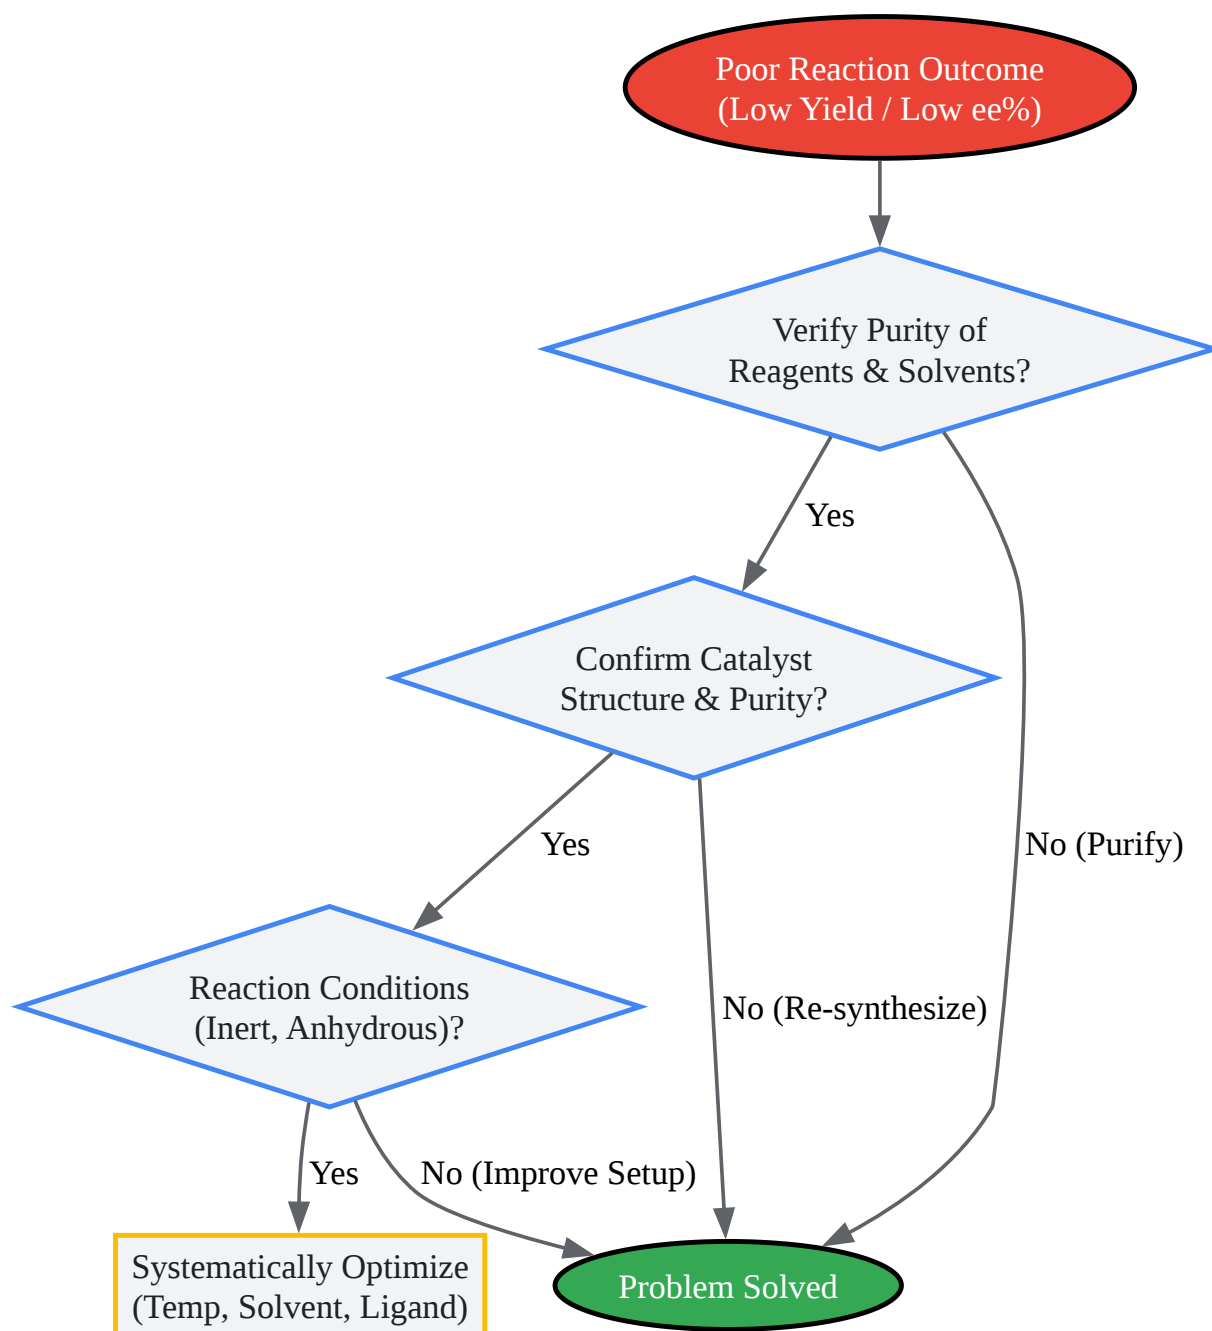 Poor Reaction Outcome
(Low Yield / Low ee%)
Verify Purity of
Reagents & Solvents?
Yes
Confirm Catalyst
Structure & Purity?
Yes
No (Purify)
Reaction Conditions
(Inert, Anhydrous)?
No (Re-synthesize)
Yes
No (Improve Setup)
Systematically Optimize
(Temp, Solvent, Ligand)
Problem Solved